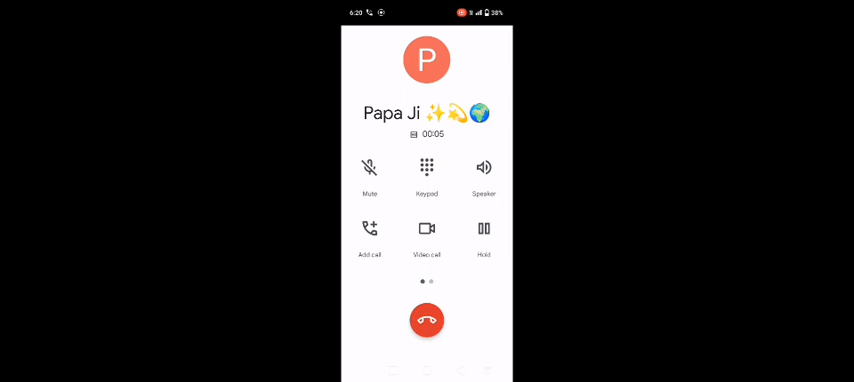 6:20 38%
P
Papa Ji ✨💫🌍
00:05
Mute Keypad Speaker
Add call Video call Hold